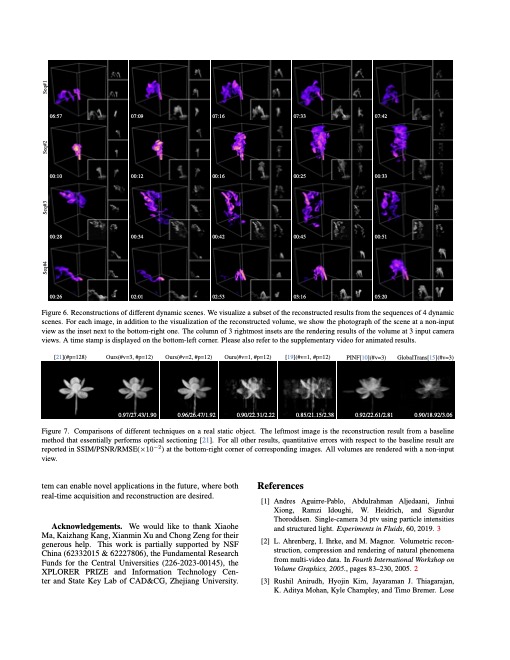 Seq#1
06:57
07:09
07:16
07:33
07:42
Seq#2
00:10
00:12
00:16
00:25
00:33
Seq#3
00:28
00:34
00:42
00:45
00:51
Seq#4
00:26
02:01
02:53
03:16
05:20
Figure 6. Reconstructions of different dynamic scenes. We visualize a subset of the reconstructed results from the sequences of 4 dynamic
scenes. For each image, in addition to the visualization of the reconstructed volume, we show the photograph of the scene at a non-input
view as the inset next to the bottom-right one. The column of 3 rightmost insets are the rendering results of the volume at 3 input camera
views. A time stamp is displayed on the bottom-left corner. Please also refer to the supplementary video for animated results.
[21](#p=128) Ours(#v=3, #p=12) Ours(#v=2, #p=12) Ours(#v=1, #p=12) [19](#v=1, #p=12) PINF[10](#v=3) GlobalTrans[15](#v=3)
0.97/27.43/1.90 0.96/26.47/1.92 0.90/22.31/2.22 0.85/21.15/2.38 0.92/22.61/2.81 0.90/18.92/3.06
Figure 7. Comparisons of different techniques on a real static object. The leftmost image is the reconstruction result from a baseline
method that essentially performs optical sectioning [21]. For all other results, quantitative errors with respect to the baseline result are
reported in SSIM/PSNR/RMSE(×10⁻²) at the bottom-right corner of corresponding images. All volumes are rendered with a non-input
view.
tem can enable novel applications in the future, where both
real-time acquisition and reconstruction are desired.
Acknowledgements. We would like to thank Xiaohe
Ma, Kaizhang Kang, Xianmin Xu and Chong Zeng for their
generous help. This work is partially supported by NSF
China (62332015 & 62227806), the Fundamental Research
Funds for the Central Universities (226-2023-00145), the
XPLORER PRIZE and Information Technology Cen-
ter and State Key Lab of CAD&CG, Zhejiang University.
References
[1] Andres Aguirre-Pablo, Abdulrahman Aljedaani, Jinhui
Xiong, Ramzi Idoughi, W. Heidrich, and Sigurdur
Thoroddsen. Single-camera 3d ptv using particle intensities
and structured light. Experiments in Fluids, 60, 2019. 3
[2] L. Ahrenberg, I. Ihrke, and M. Magnor. Volumetric recon-
struction, compression and rendering of natural phenomena
from multi-video data. In Fourth International Workshop on
Volume Graphics, 2005., pages 83–230, 2005. 2
[3] Rushil Anirudh, Hyojin Kim, Jayaraman J. Thiagarajan,
K. Aditya Mohan, Kyle Champley, and Timo Bremer. Lose